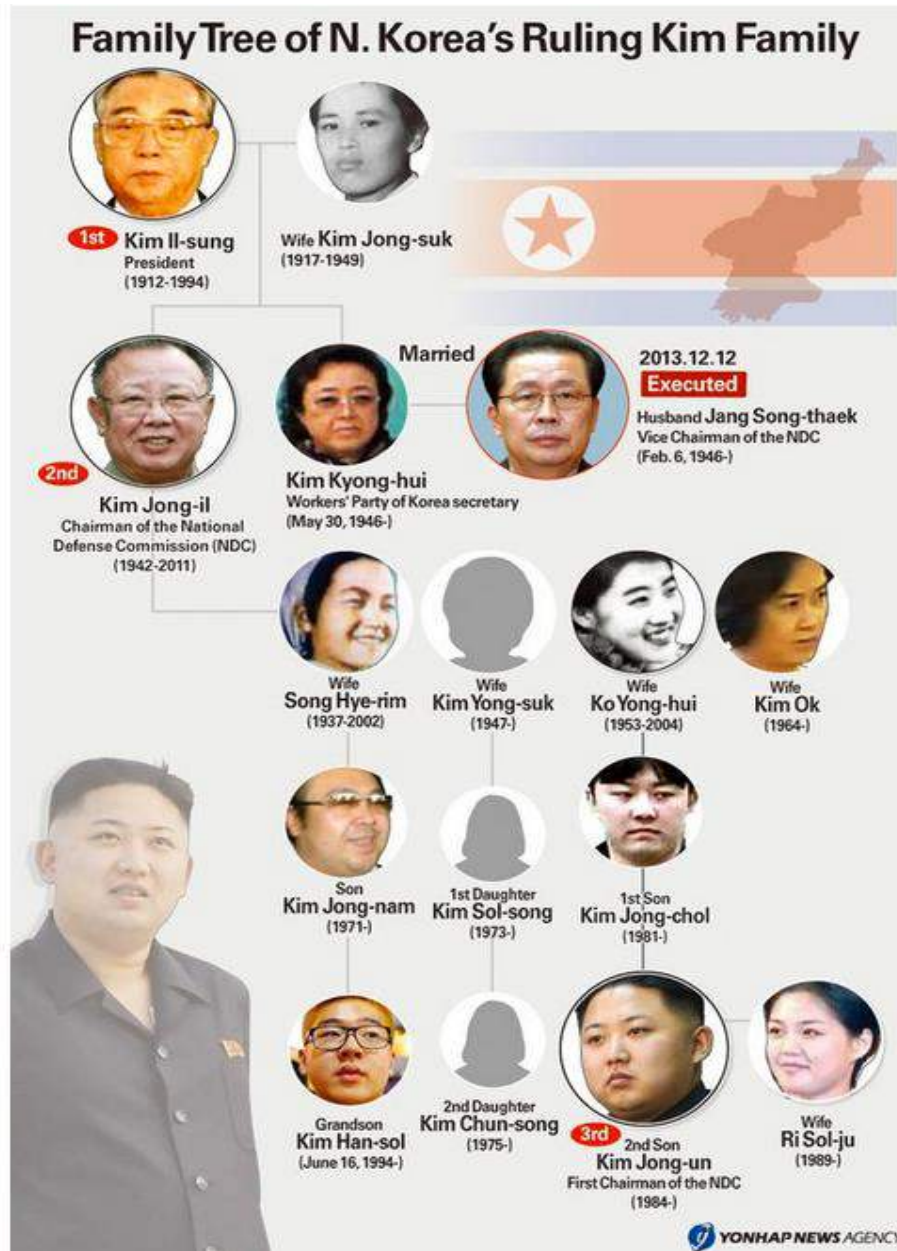 Family Tree of N. Korea's Ruling Kim Family
1st Kim Il-sung
President
(1912-1994)
Wife Kim Jong-suk
(1917-1949)
Married
2013.12.12
Executed
Husband Jang Song-thaek
Vice Chairman of the NDC
(Feb. 6, 1946-)
2nd
Kim Jong-il
Chairman of the National
Defense Commission (NDC)
(1942-2011)
Kim Kyong-hui
Workers' Party of Korea secretary
(May 30, 1946-)
Wife
Song Hye-rim
(1937-2002)
Wife
Kim Yong-suk
(1947-)
Wife
Ko Yong-hui
(1953-2004)
Wife
Kim Ok
(1964-)
Son
Kim Jong-nam
(1971-)
1st Daughter
Kim Sol-song
(1973-)
1st Son
Kim Jong-chol
(1981-)
Grandson
Kim Han-sol
(June 16, 1994-)
2nd Daughter
Kim Chun-song
(1975-)
3rd
2nd Son
Kim Jong-un
First Chairman of the NDC
(1984-)
Wife
Ri Sol-ju
(1989-)
YONHAP NEWS AGENCY